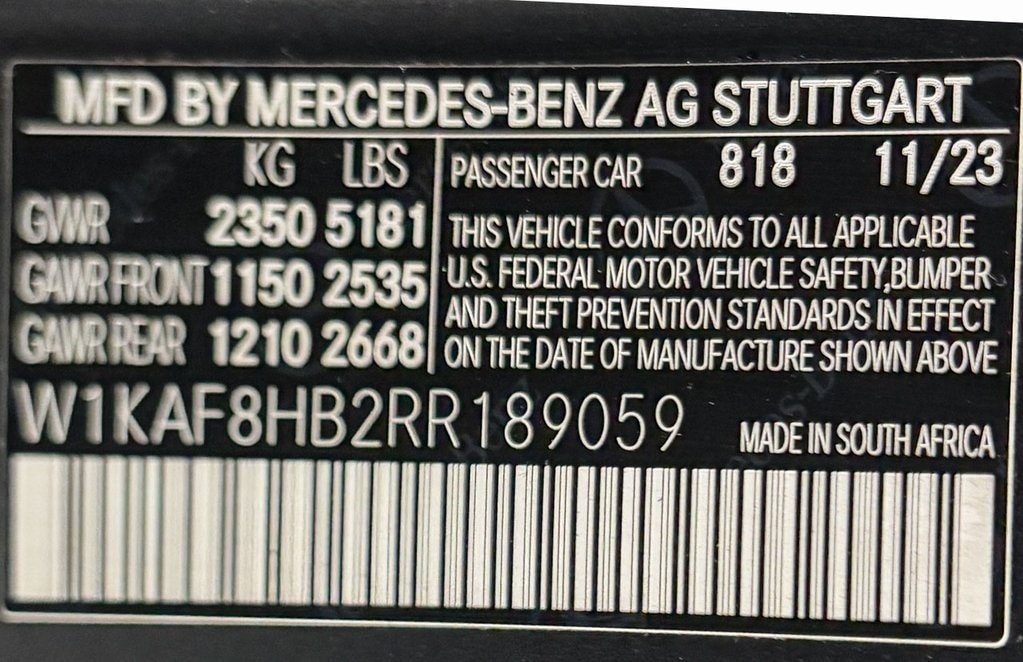 MFD BY MERCEDES-BENZ AG STUTTGART
KG LBS
GVWR 2350 5181
GAWR FRONT 1150 2535
GAWR REAR 1210 2668
PASSENGER CAR 818 11/23
THIS VEHICLE CONFORMS TO ALL APPLICABLE
U.S. FEDERAL MOTOR VEHICLE SAFETY,BUMPER
AND THEFT PREVENTION STANDARDS IN EFFECT
ON THE DATE OF MANUFACTURE SHOWN ABOVE
W1KAF8HB2RR189059
MADE IN SOUTH AFRICA